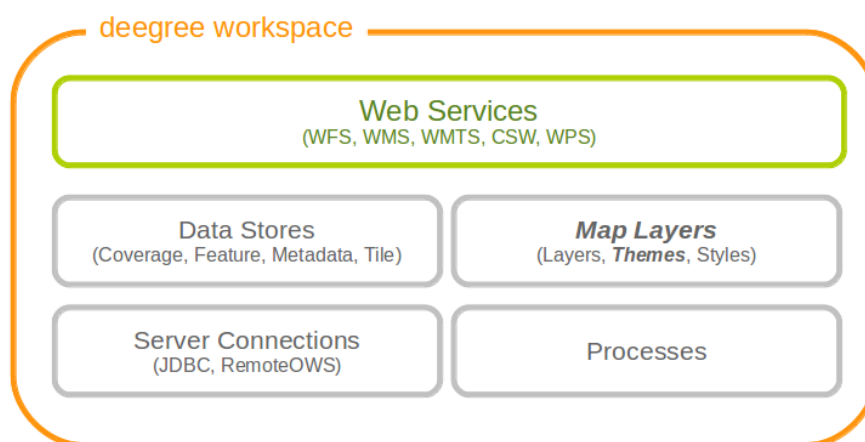 deegree workspace
Web Services
(WFS, WMS, WMTS, CSW, WPS)
Data Stores
(Coverage, Feature, Metadata, Tile)
Map Layers
(Layers, Themes, Styles)
Server Connections
(JDBC, RemoteOWS)
Processes